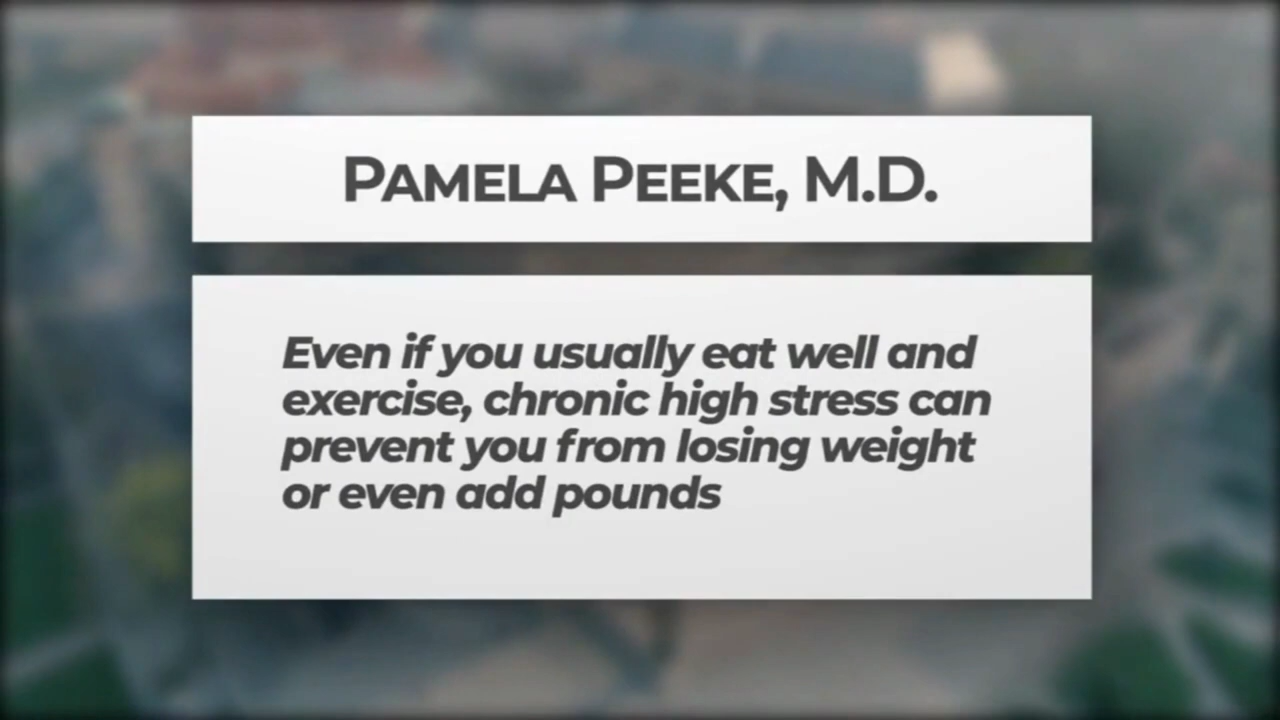 PAMELA PEEKE, M.D.
Even if you usually eat well and
exercise, chronic high stress can
prevent you from losing weight
or even add pounds